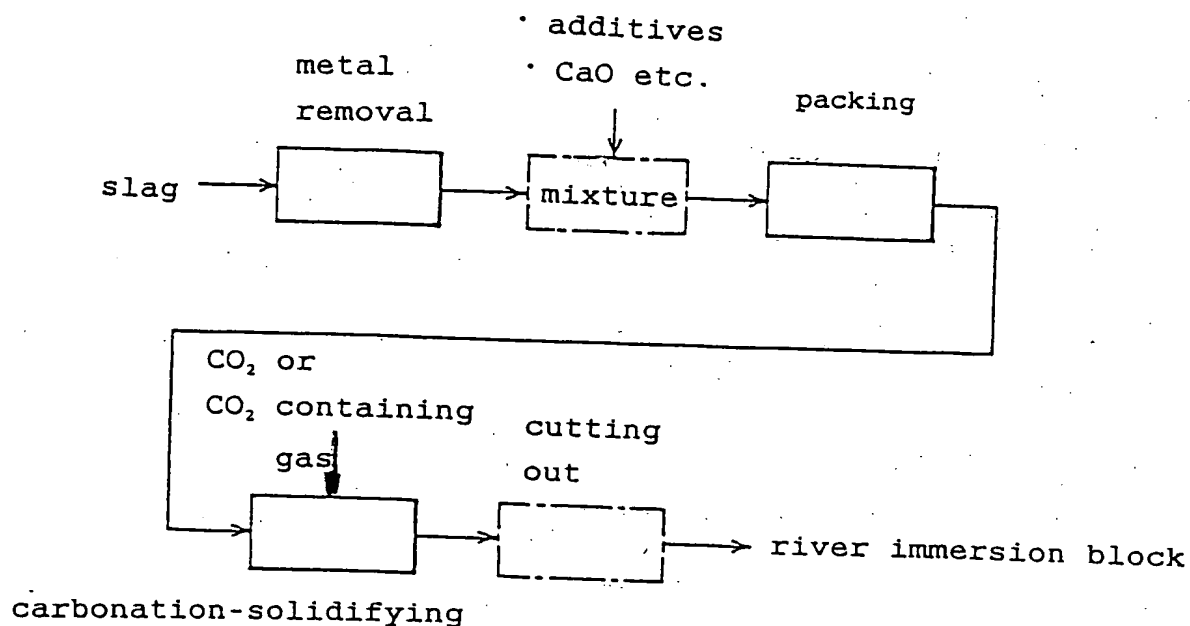 · additives
· CaO etc.
metal
removal
packing
slag
mixture
CO₂ or
CO₂ containing
gas
cutting
out
river immersion block
carbonation-solidifying